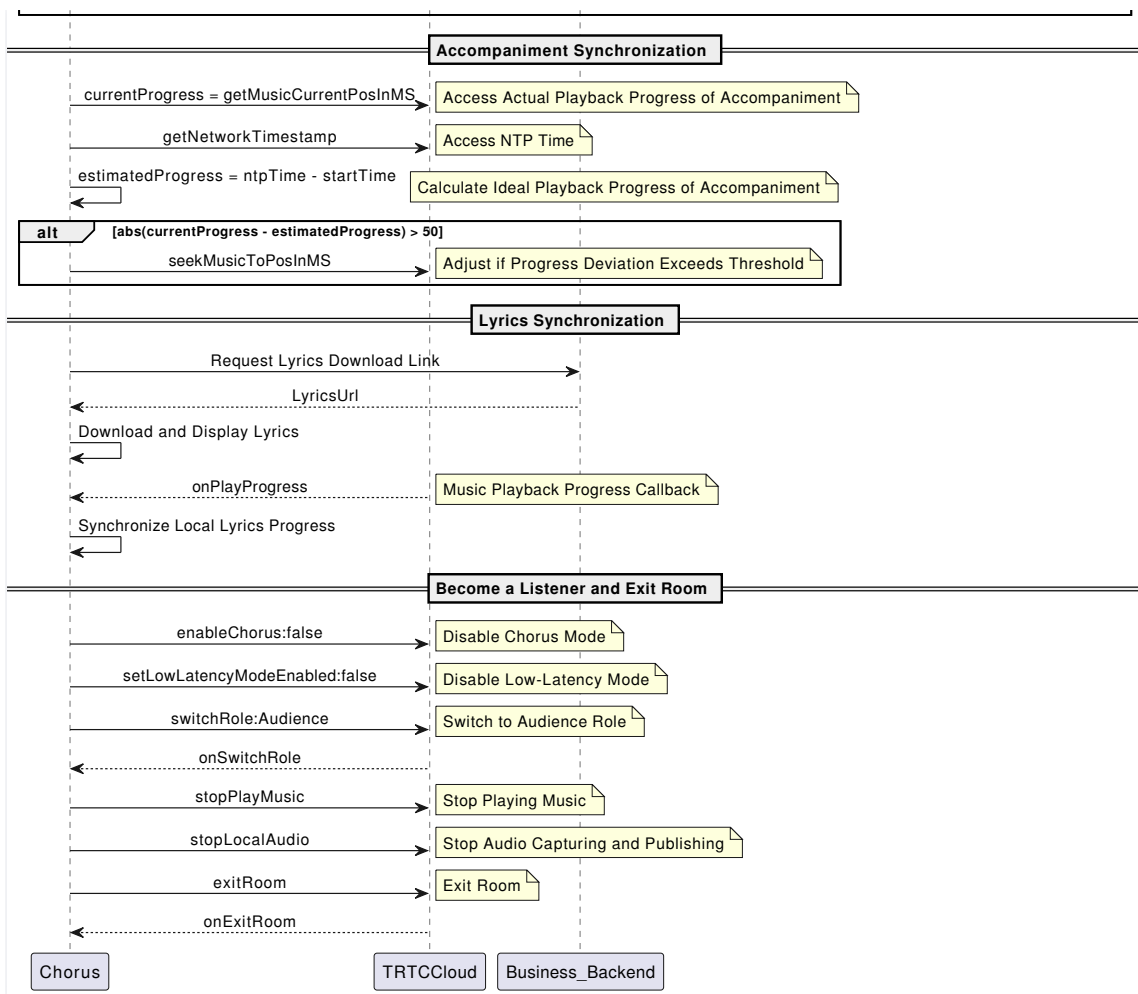 Accompaniment Synchronization
currentProgress = getMusicCurrentPosInMS
Access Actual Playback Progress of Accompaniment
getNetworkTimestamp
Access NTP Time
estimatedProgress = ntpTime - startTime
Calculate Ideal Playback Progress of Accompaniment
alt
[abs(currentProgress - estimatedProgress) > 50]
seekMusicToPosInMS
Adjust if Progress Deviation Exceeds Threshold
Lyrics Synchronization
Request Lyrics Download Link
LyricsUrl
Download and Display Lyrics
onPlayProgress
Music Playback Progress Callback
Synchronize Local Lyrics Progress
Become a Listener and Exit Room
enableChorus:false
Disable Chorus Mode
setLowLatencyModeEnabled:false
Disable Low-Latency Mode
switchRole:Audience
Switch to Audience Role
onSwitchRole
stopPlayMusic
Stop Playing Music
stopLocalAudio
Stop Audio Capturing and Publishing
exitRoom
Exit Room
onExitRoom
Chorus
TRTCCloud
Business_Backend